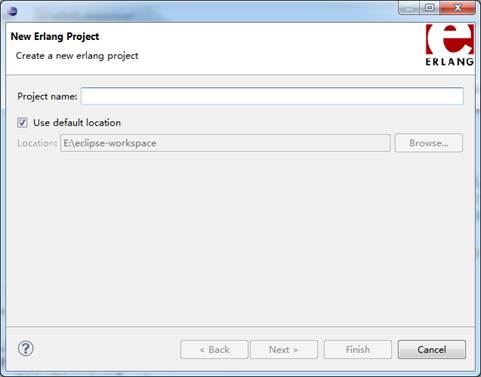 New Erlang Project
Create a new erlang project
ERLANG
Project name:
Use default location
Location: E:\eclipse-workspace Browse...
< Back Next > Finish Cancel